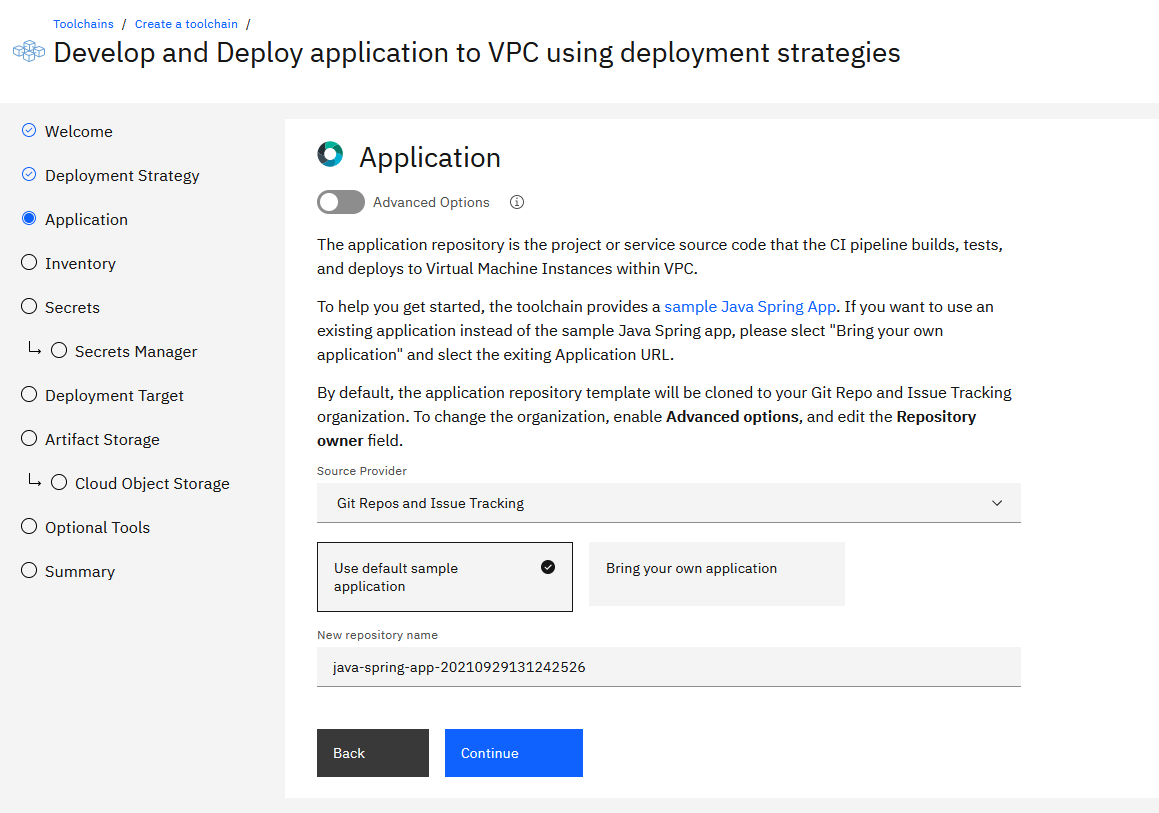 Toolchains / Create a toolchain /
Develop and Deploy application to VPC using deployment strategies
Welcome
Deployment Strategy
Application
Inventory
Secrets
Secrets Manager
Deployment Target
Artifact Storage
Cloud Object Storage
Optional Tools
Summary
Application
Advanced Options
The application repository is the project or service source code that the CI pipeline builds, tests,
and deploys to Virtual Machine Instances within VPC.
To help you get started, the toolchain provides a sample Java Spring App. If you want to use an
existing application instead of the sample Java Spring app, please slect "Bring your own
application" and slect the exiting Application URL.
By default, the application repository template will be cloned to your Git Repo and Issue Tracking
organization. To change the organization, enable Advanced options, and edit the Repository
owner field.
Source Provider
Git Repos and Issue Tracking
Use default sample
application
Bring your own application
New repository name
java-spring-app-20210929131242526
Back
Continue